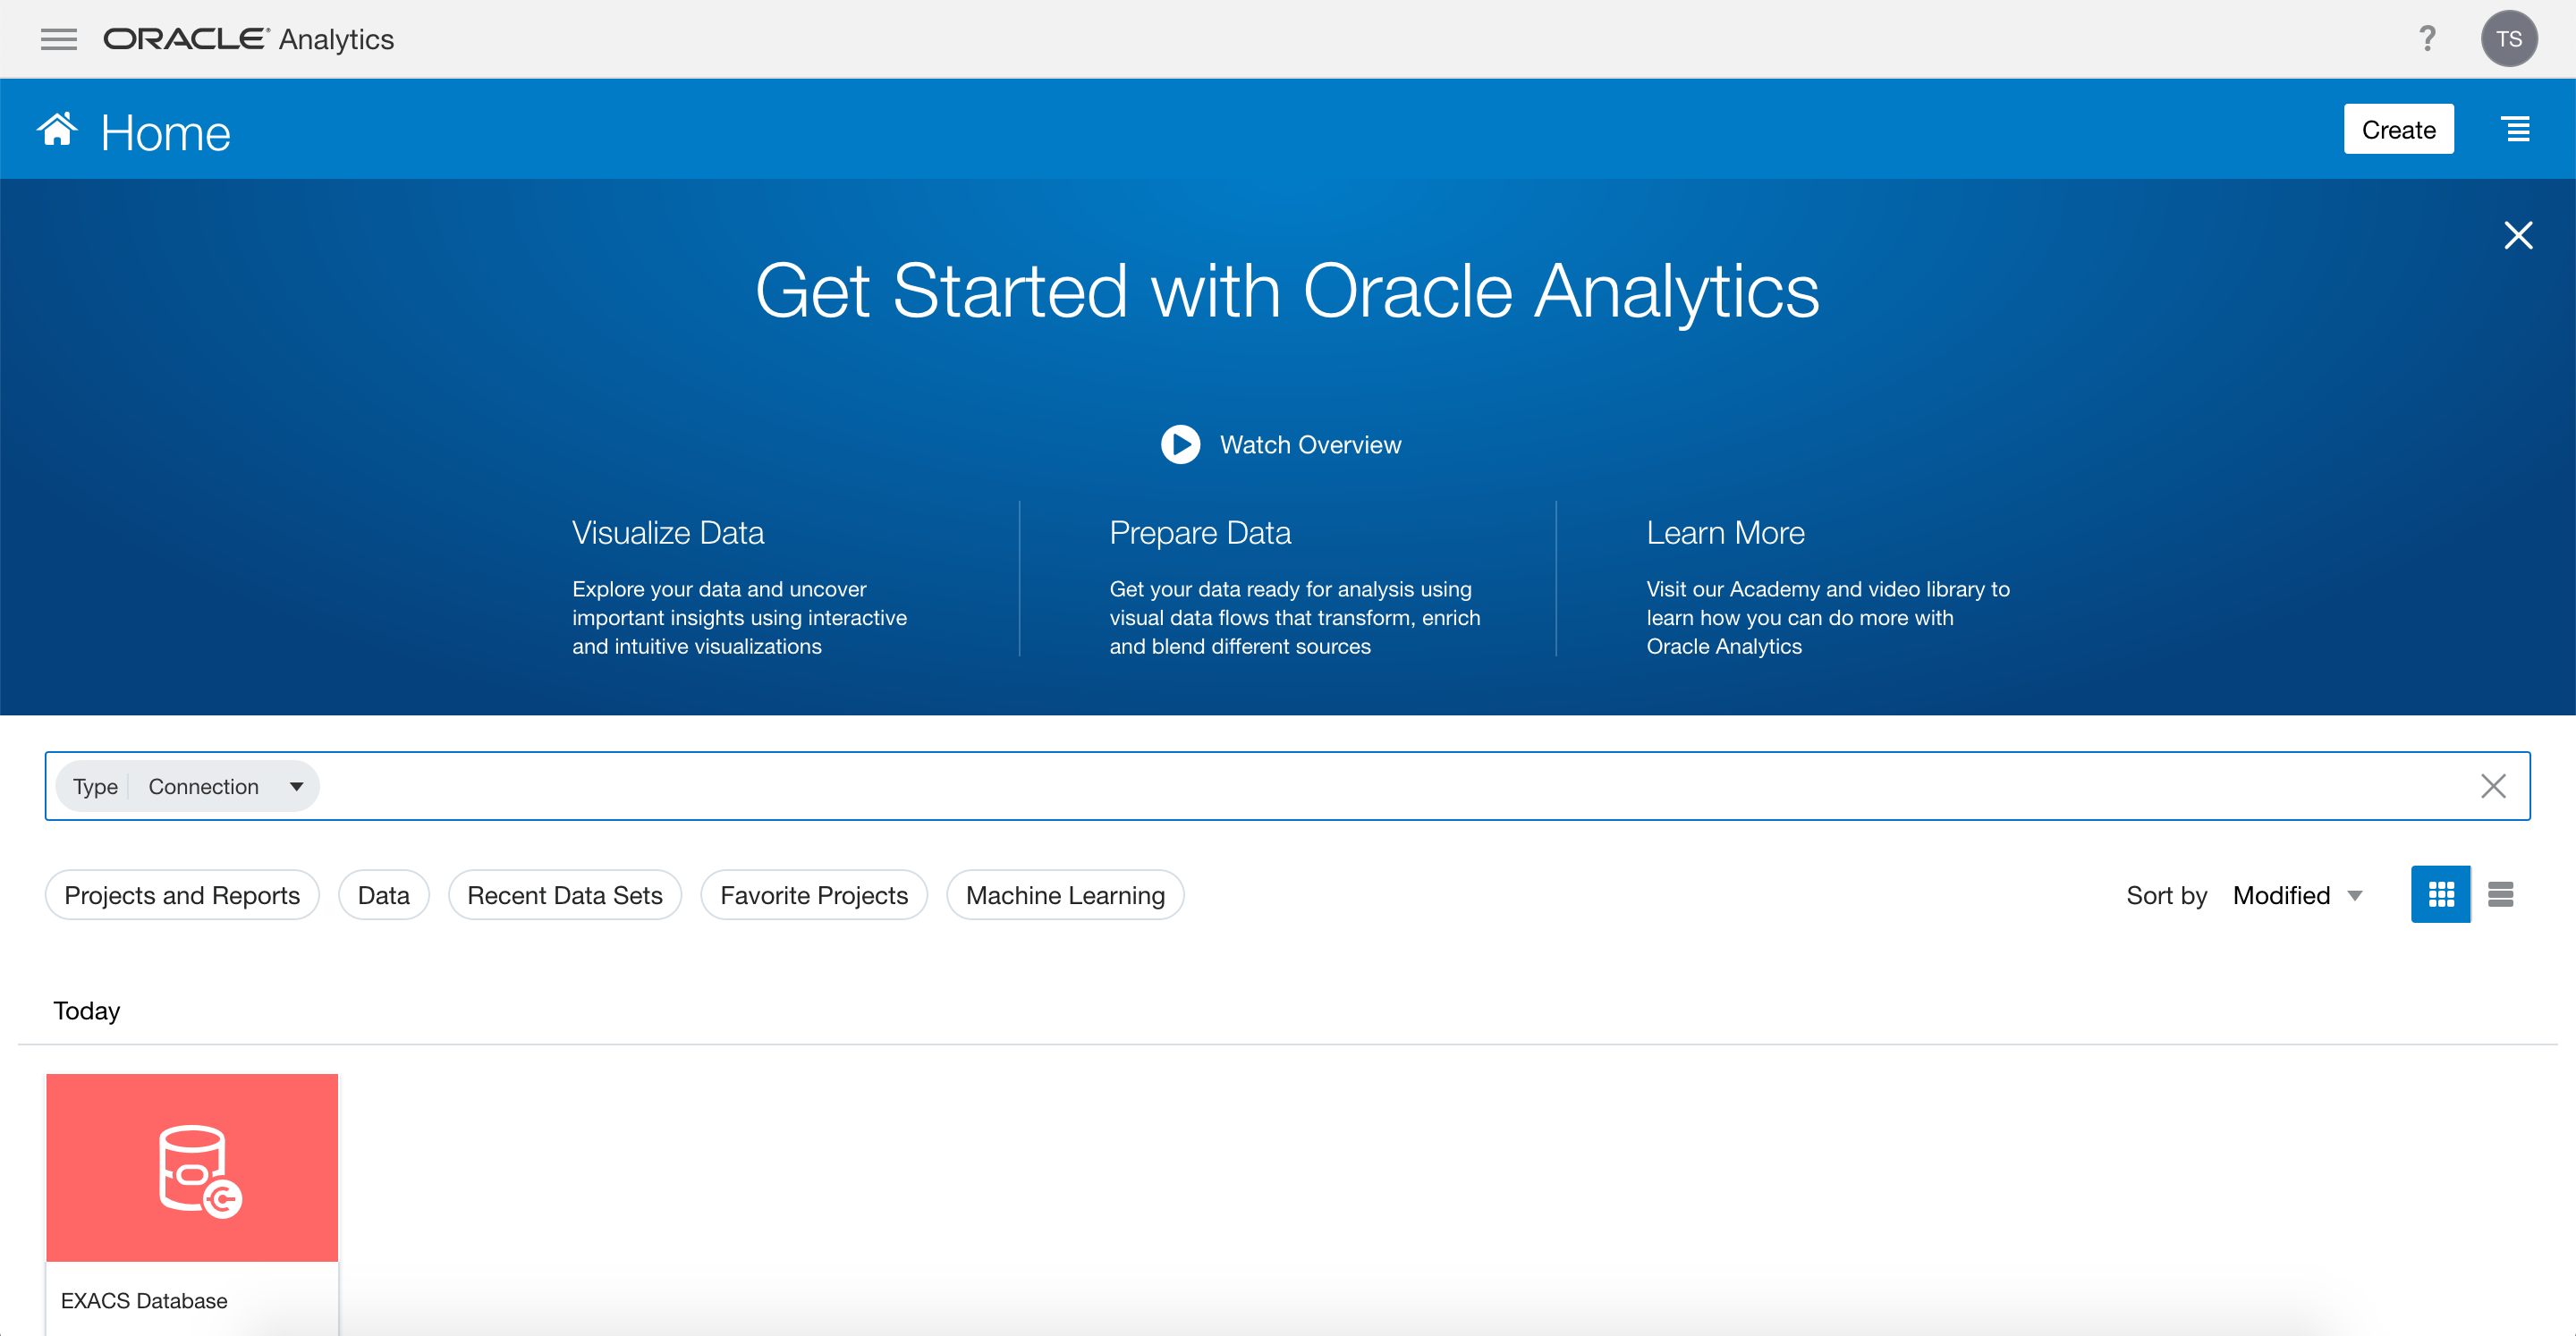 ORACLE® Analytics
?
TS
Home
Create
Get Started with Oracle Analytics
Watch Overview
Visualize Data
Explore your data and uncover
important insights using interactive
and intuitive visualizations
Prepare Data
Get your data ready for analysis using
visual data flows that transform, enrich
and blend different sources
Learn More
Visit our Academy and video library to
learn how you can do more with
Oracle Analytics
Type Connection
Projects and Reports Data Recent Data Sets Favorite Projects Machine Learning Sort by Modified
Today
EXACS Database